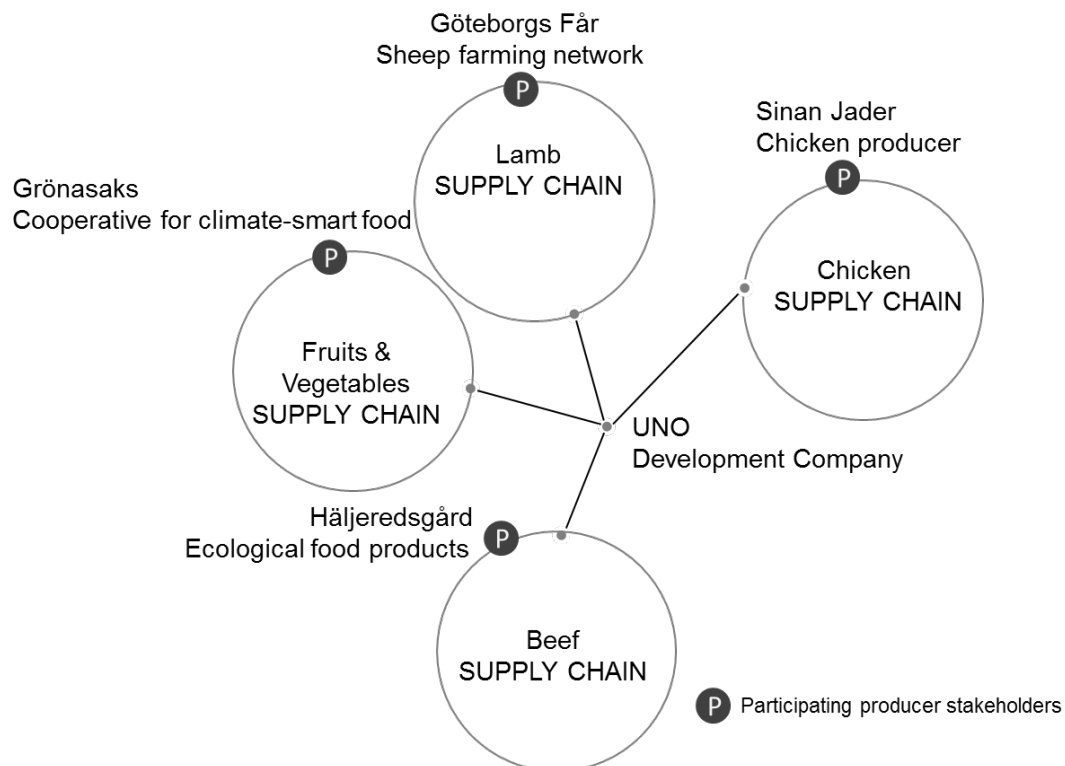 Göteborgs Får
Sheep farming network
P
Lamb
SUPPLY CHAIN
Sinan Jader
Chicken producer
P
Chicken
SUPPLY CHAIN
Grönasaks
Cooperative for climate-smart food
P
Fruits &
Vegetables
SUPPLY CHAIN
UNO
Development Company
Häljeredsgård
Ecological food products
P
Beef
SUPPLY CHAIN
P Participating producer stakeholders